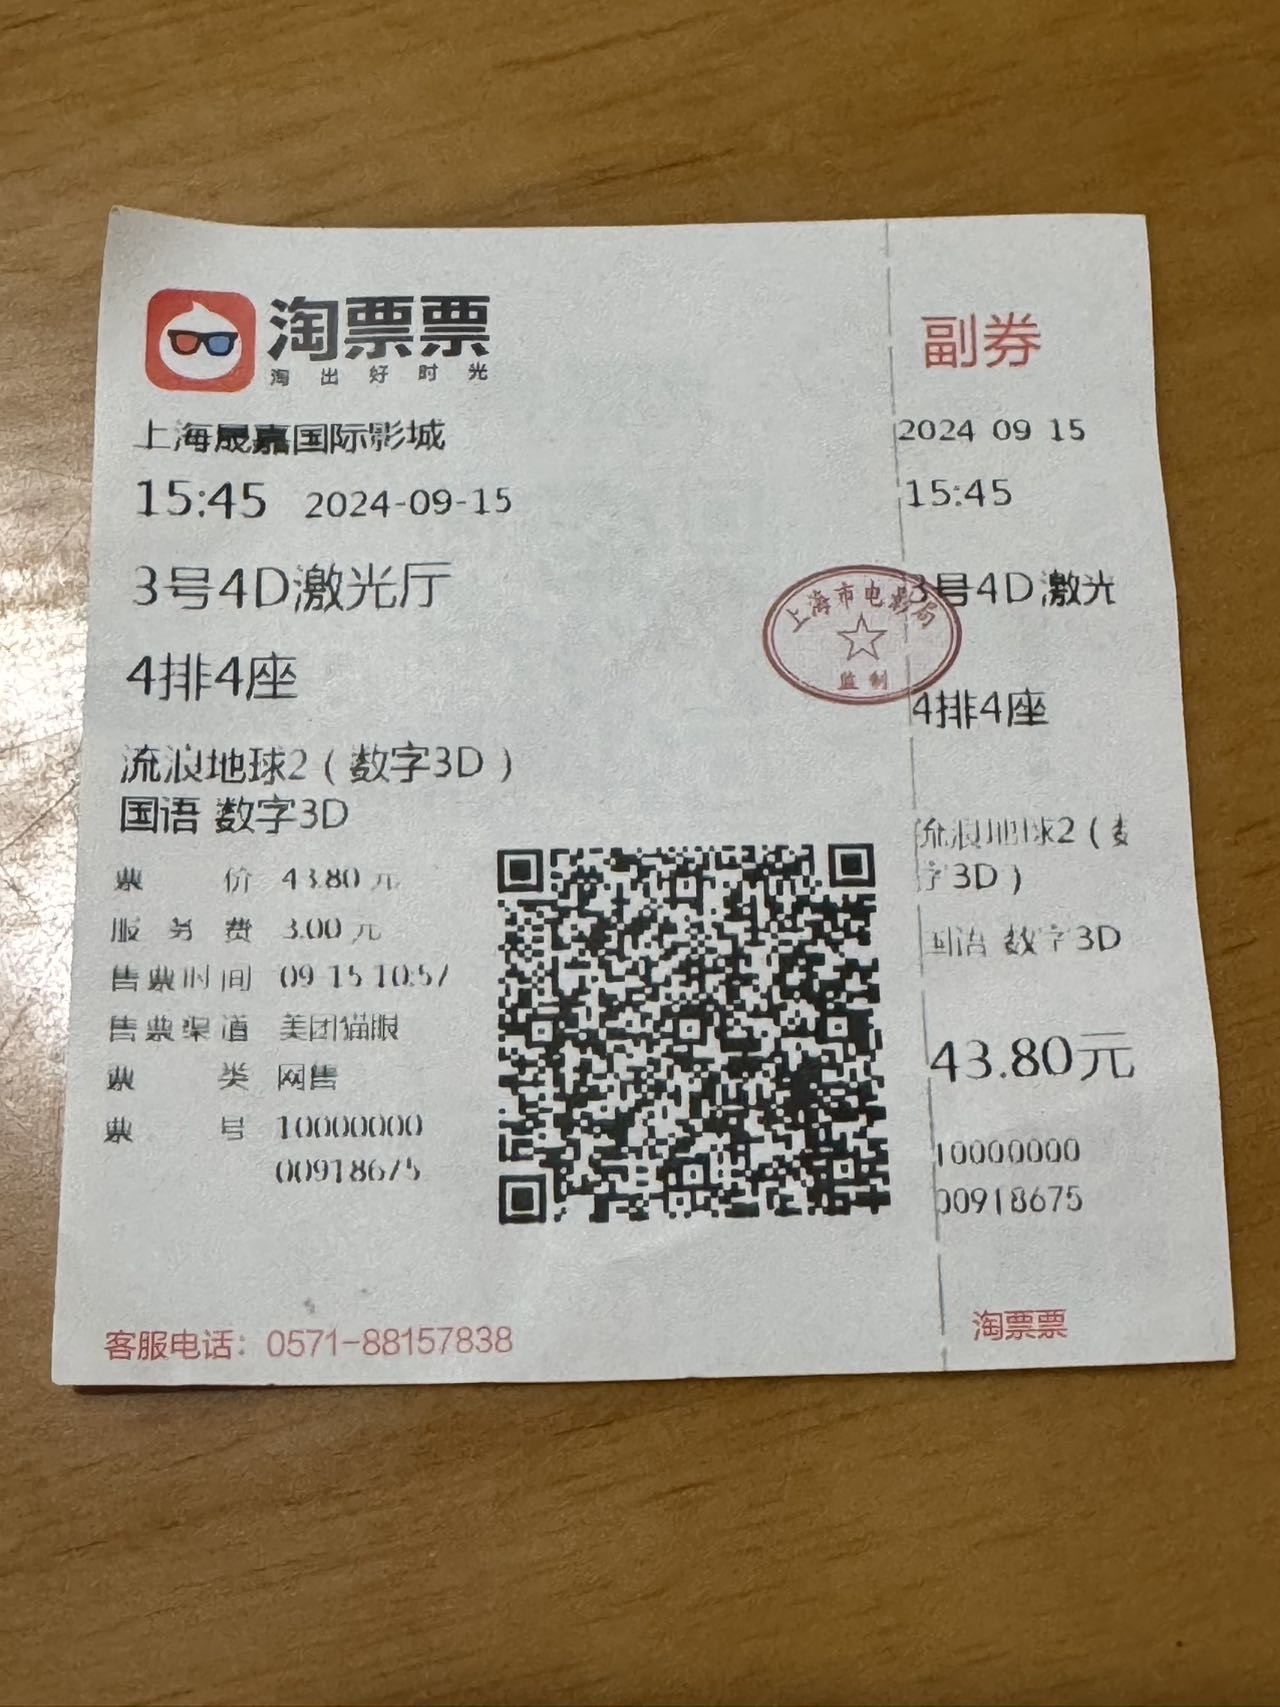 淘票票
淘出好时光
上海晟嘉国际影城
15:45 2024-09-15
3号4D激光厅
4排4座
流浪地球2(数字3D)
国语 数字3D
票价 43.80元
服务费 3.00元
售票时间 09-15 10:57
售票渠道 美团猫眼
票类 网售
票号 10000000
00918675
客服电话：0571-88157838
上海市电影局
监制
副券
2024 09 15
15:45
3号4D激光
4排4座
流浪地球2(数
字3D)
国语 数字3D
43.80元
10000000
00918675
淘票票